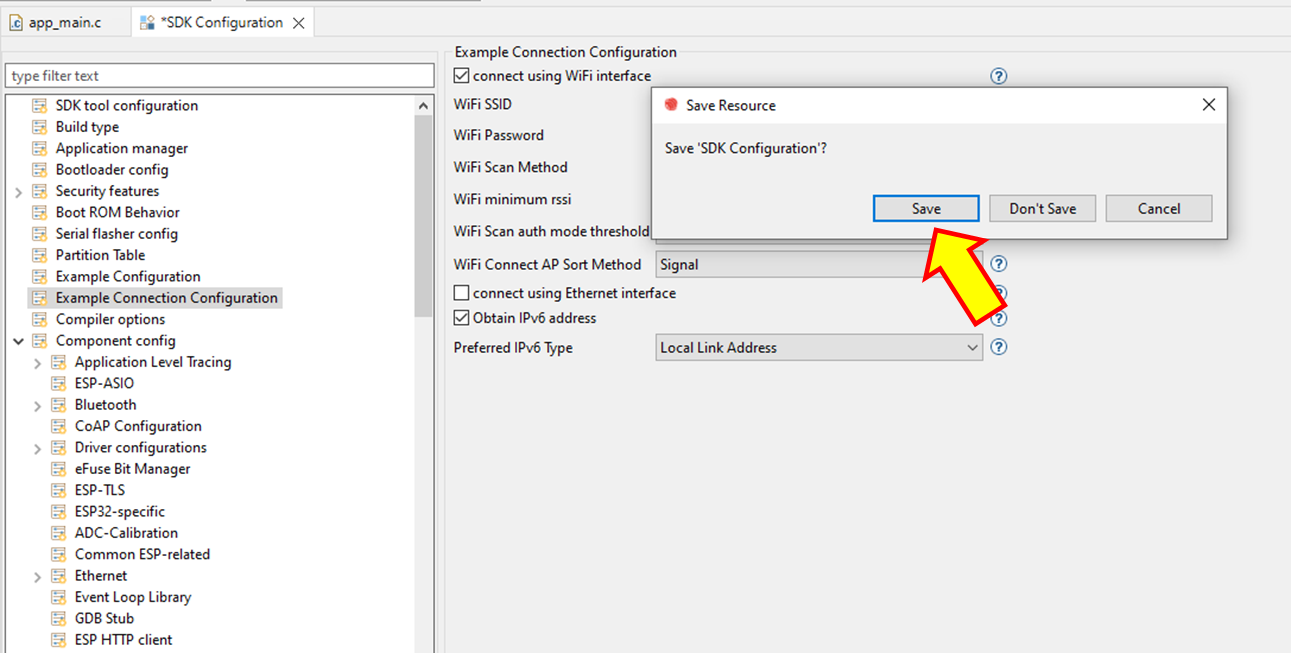 app_main.c
*SDK Configuration
type filter text
SDK tool configuration
Build type
Application manager
Bootloader config
Security features
Boot ROM Behavior
Serial flasher config
Partition Table
Example Configuration
Example Connection Configuration
Compiler options
Component config
Application Level Tracing
ESP-ASIO
Bluetooth
CoAP Configuration
Driver configurations
eFuse Bit Manager
ESP-TLS
ESP32-specific
ADC-Calibration
Common ESP-related
Ethernet
Event Loop Library
GDB Stub
ESP HTTP client
Example Connection Configuration
connect using WiFi interface
WiFi SSID
WiFi Password
WiFi Scan Method
WiFi minimum rssi
WiFi Scan auth mode threshold
WiFi Connect AP Sort Method Signal
connect using Ethernet interface
Obtain IPv6 address
Preferred IPv6 Type Local Link Address
Save Resource
Save 'SDK Configuration'?
Save Don't Save Cancel